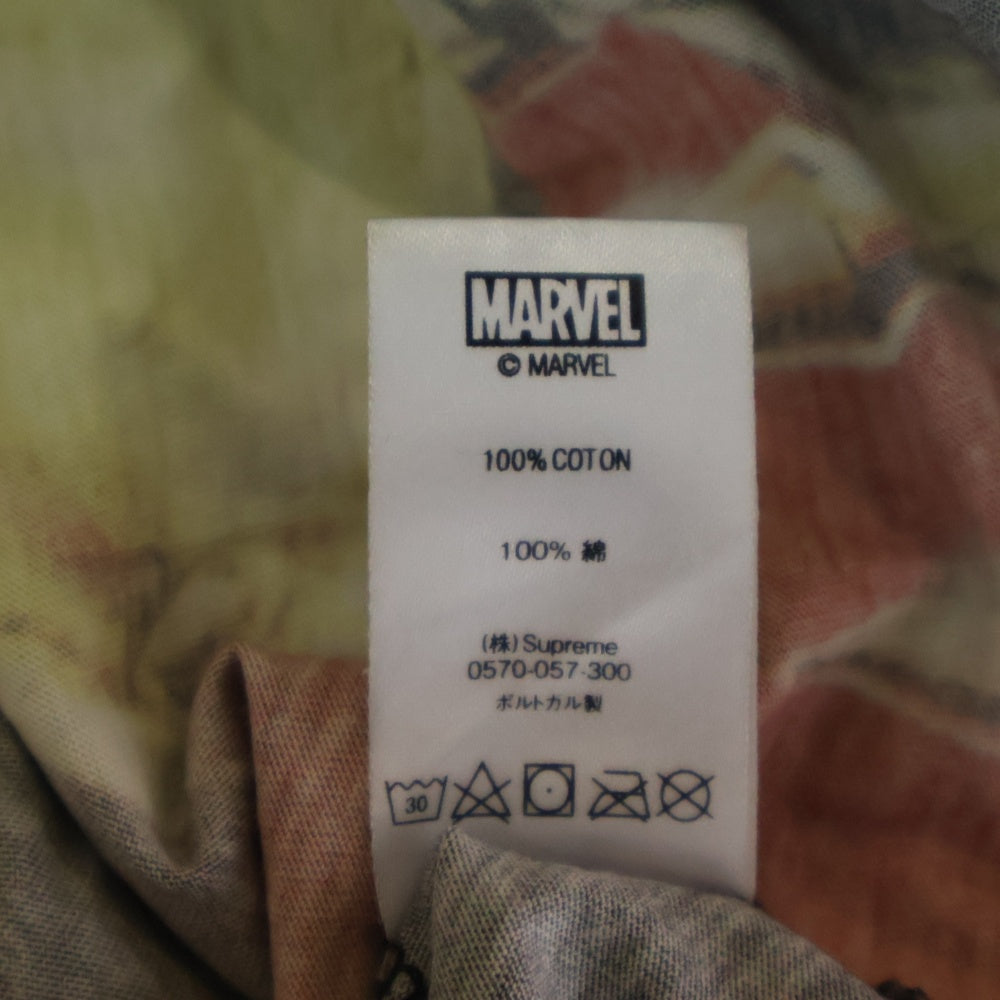 MARVEL
© MARVEL
100% COTON
100% 綿
(株) Supreme
0570-057-300
ポルトガル製
30